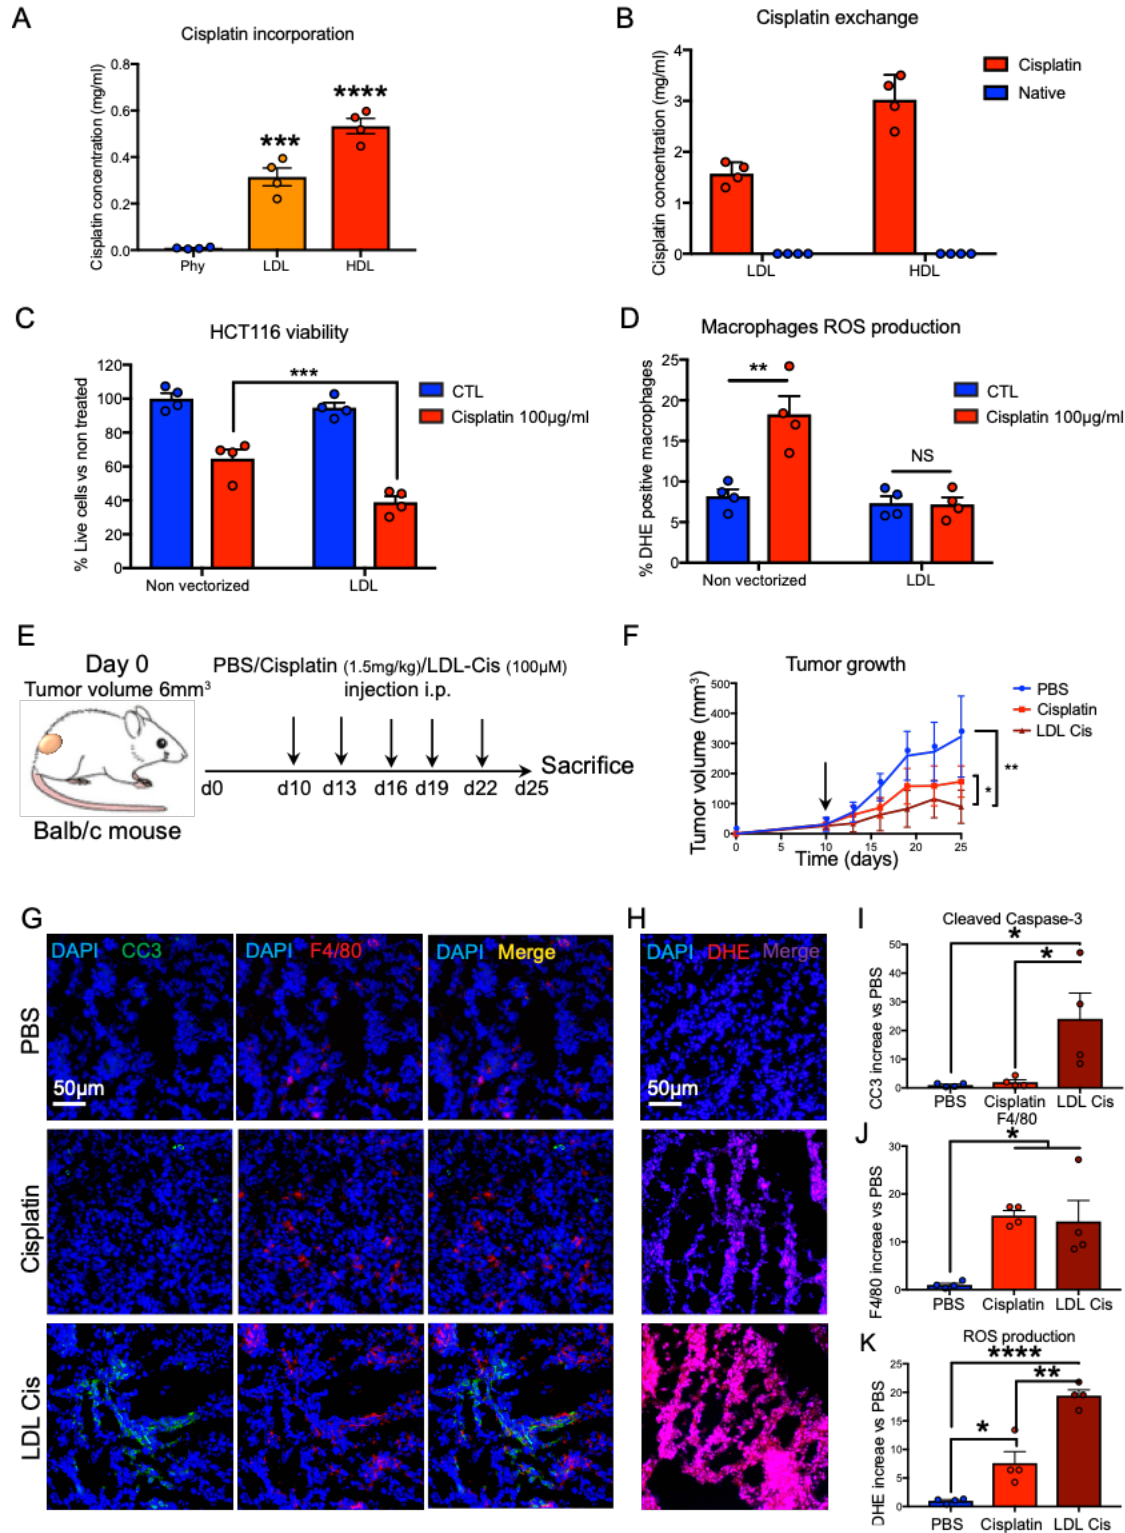 A
Cisplatin incorporation
Cisplatin concentration (mg/ml)
0.8
0.6
0.4
0.2
0.0
***
****
Phy
LDL
HDL
B
Cisplatin exchange
Cisplatin concentration (mg/ml)
4
3
2
1
0
LDL
HDL
Cisplatin
Native
C
HCT116 viability
% Live cells vs non treated
120
100
80
60
40
20
0
***
Non vectorized
LDL
CTL
Cisplatin 100µg/ml
D
Macrophages ROS production
% DHE positive macrophages
25
20
15
10
5
0
**
NS
Non vectorized
LDL
CTL
Cisplatin 100µg/ml
E
Day 0
Tumor volume 6mm³
Balb/c mouse
PBS/Cisplatin (1.5mg/kg)/LDL-Cis (100µM)
injection i.p.
d0
d10
d13
d16
d19
d22
d25
Sacrifice
F
Tumor growth
Tumor volume (mm³)
500
400
300
200
100
0
0
5
10
15
20
25
Time (days)
PBS
Cisplatin
LDL Cis
*
**
G
DAPI CC3
DAPI F4/80
DAPI Merge
PBS
50µm
Cisplatin
LDL Cis
H
DAPI DHE Merge
50µm
I
Cleaved Caspase-3
CC3 increae vs PBS
50
40
30
20
10
0
*
*
PBS
Cisplatin
LDL Cis
J
F4/80
F4/80 increae vs PBS
30
20
10
0
*
PBS
Cisplatin
LDL Cis
K
ROS production
DHE increae vs PBS
25
20
15
10
5
0
****
**
*
PBS
Cisplatin
LDL Cis